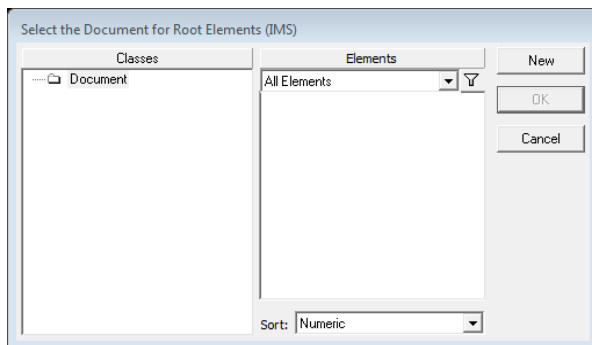 Select the Document for Root Elements (IMS)
Classes
Elements
New
Document
All Elements
OK
Cancel
Sort: Numeric